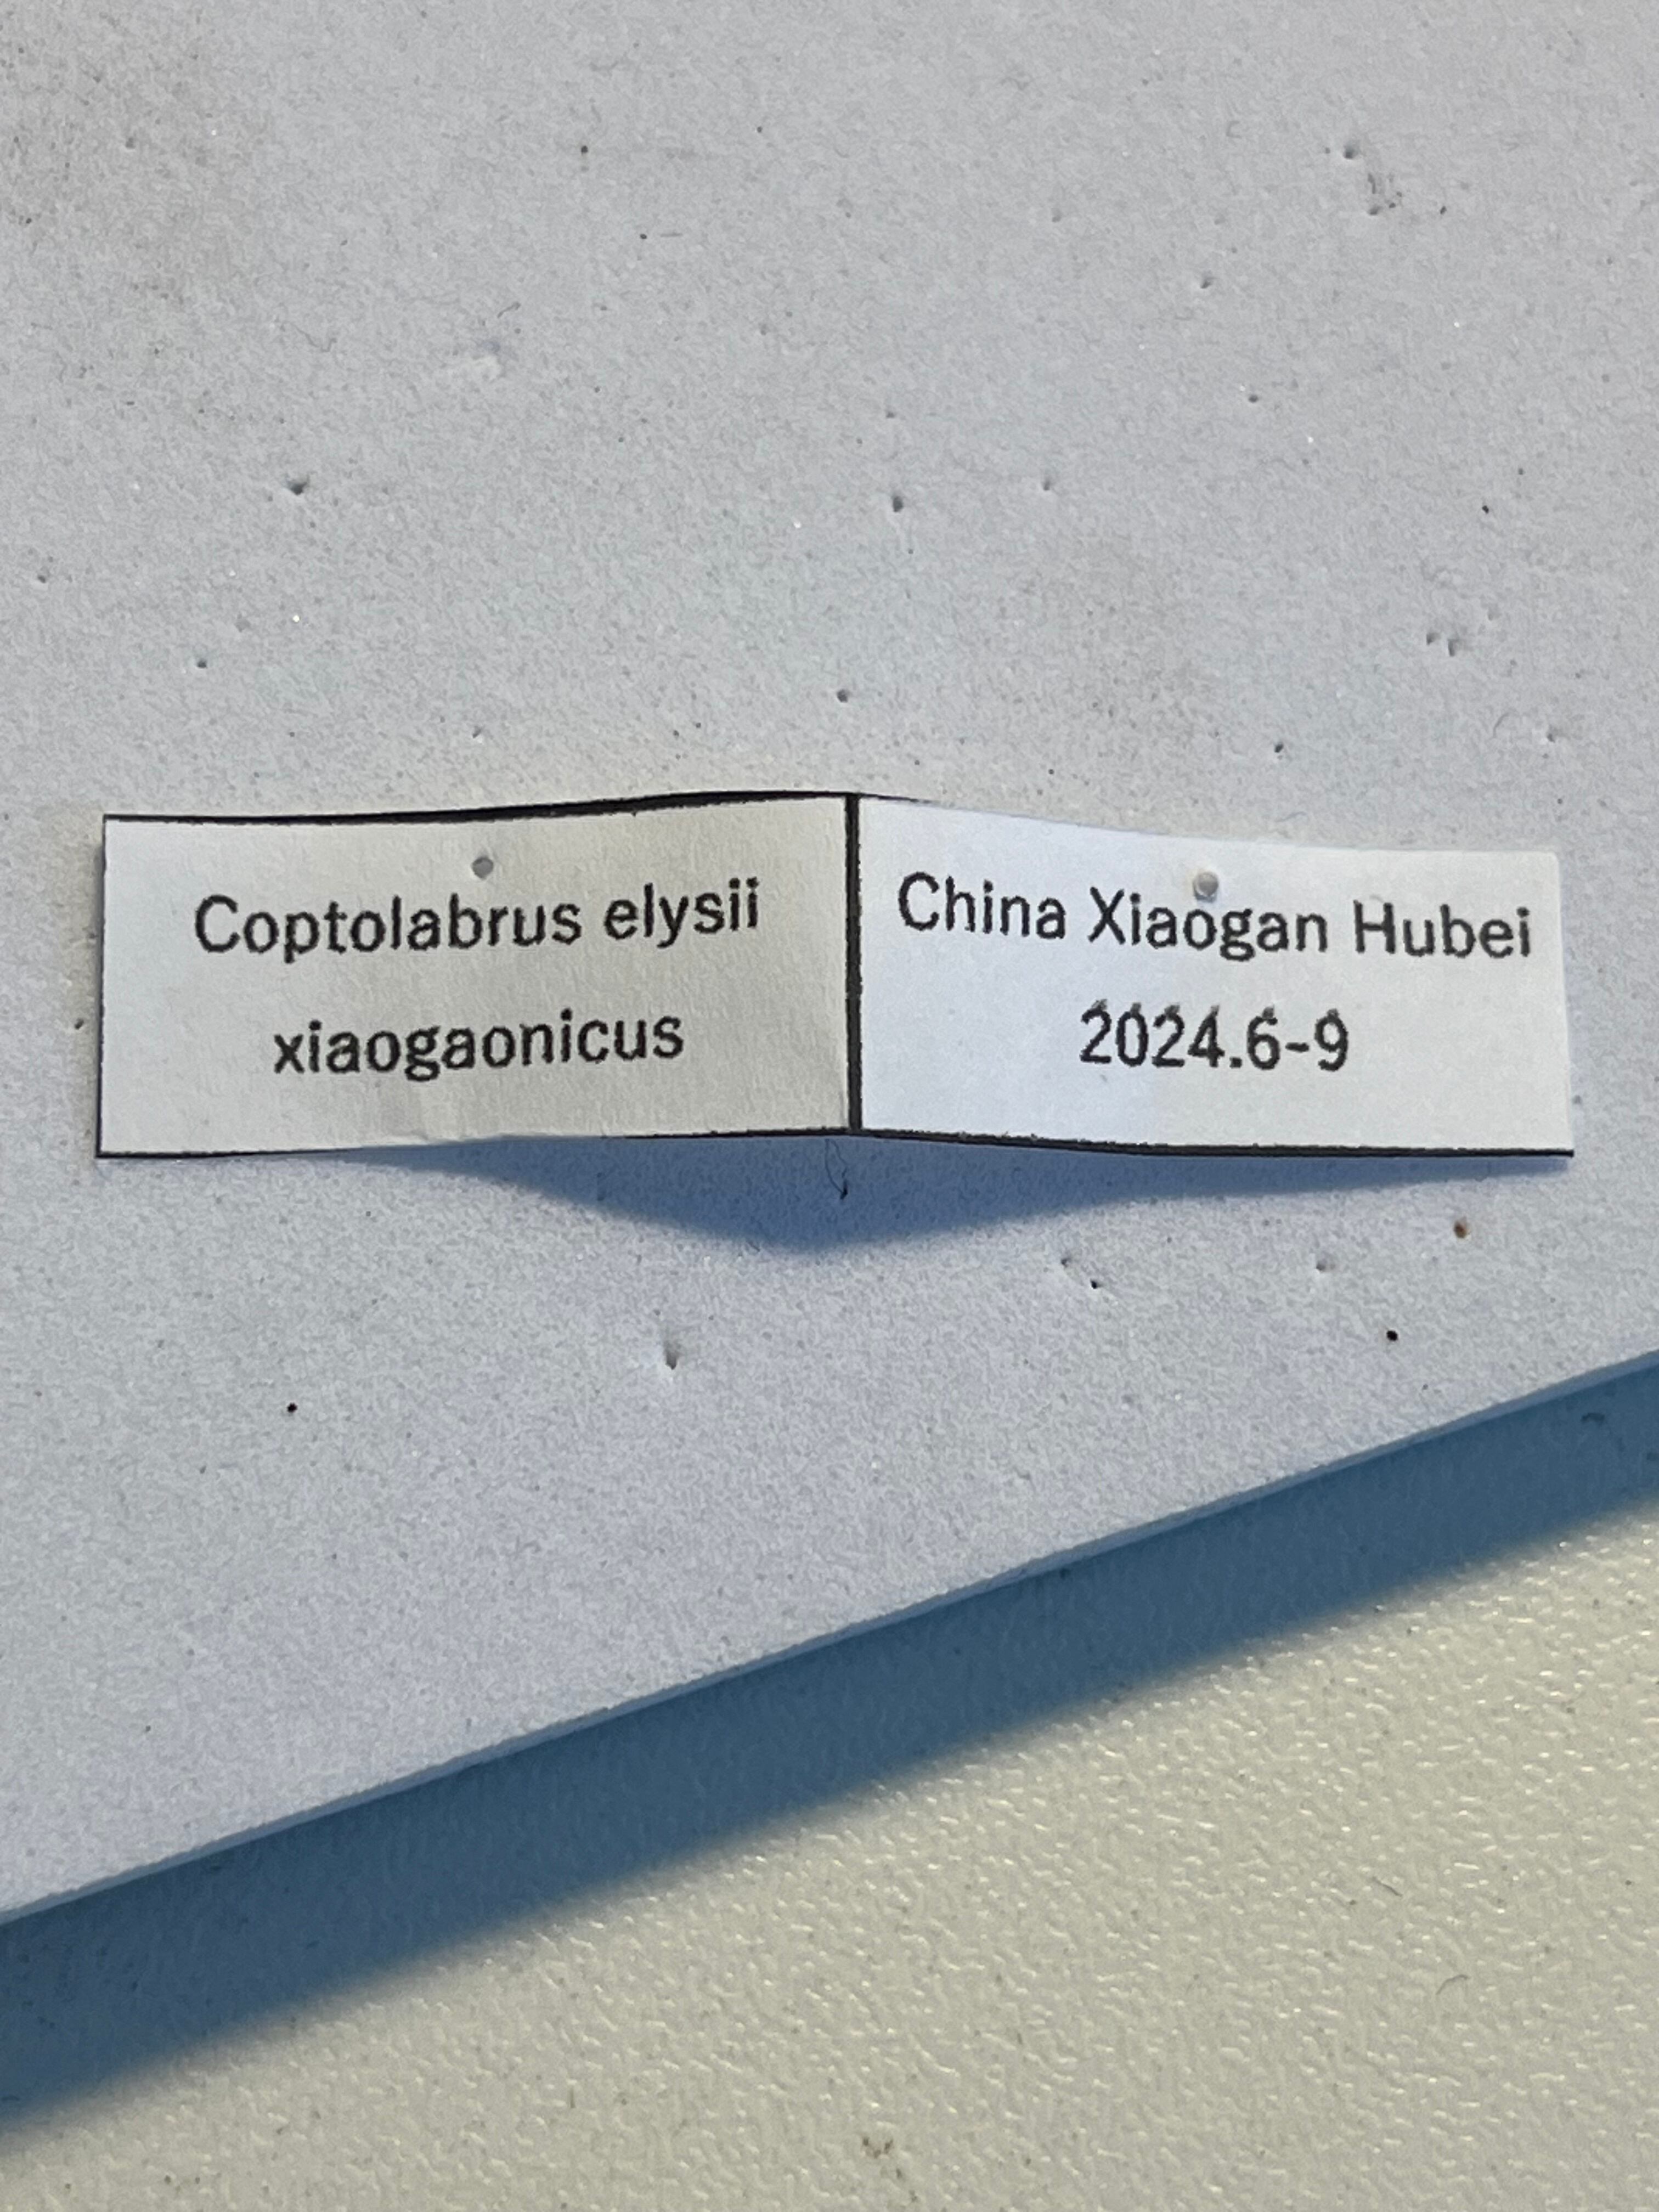 Coptolabrus elysii
xiaogaonicus
China Xiaogan Hubei
2024.6-9